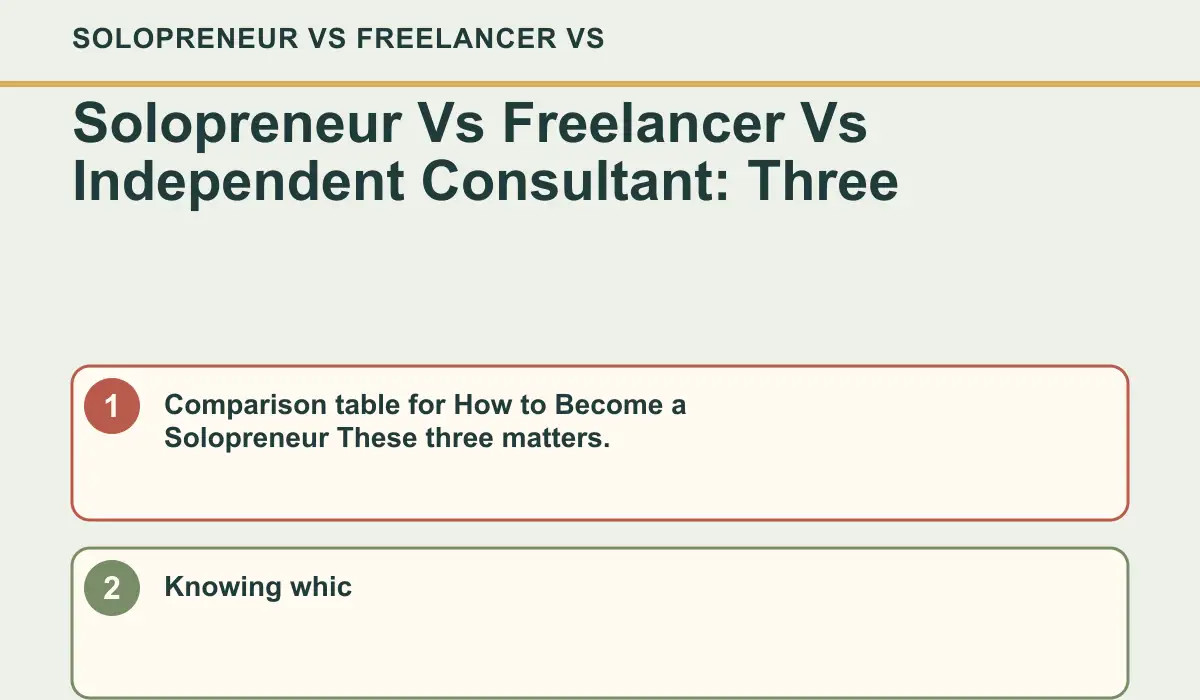 SOLOPRENEUR VS FREELANCER VS
Solopreneur Vs Freelancer Vs
Independent Consultant: Three
1
Comparison table for How to Become a
Solopreneur These three matters.
2
Knowing whic